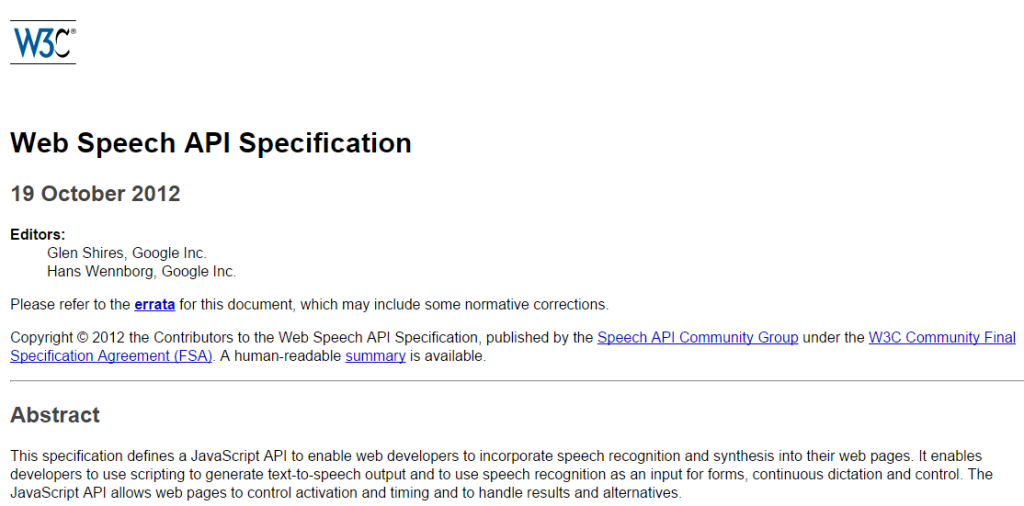 W3C®
Web Speech API Specification
19 October 2012
Editors:
Glen Shires, Google Inc.
Hans Wennborg, Google Inc.
Please refer to the errata for this document, which may include some normative corrections.
Copyright © 2012 the Contributors to the Web Speech API Specification, published by the Speech API Community Group under the W3C Community Final
Specification Agreement (FSA). A human-readable summary is available.
Abstract
This specification defines a JavaScript API to enable web developers to incorporate speech recognition and synthesis into their web pages. It enables
developers to use scripting to generate text-to-speech output and to use speech recognition as an input for forms, continuous dictation and control. The
JavaScript API allows web pages to control activation and timing and to handle results and alternatives.